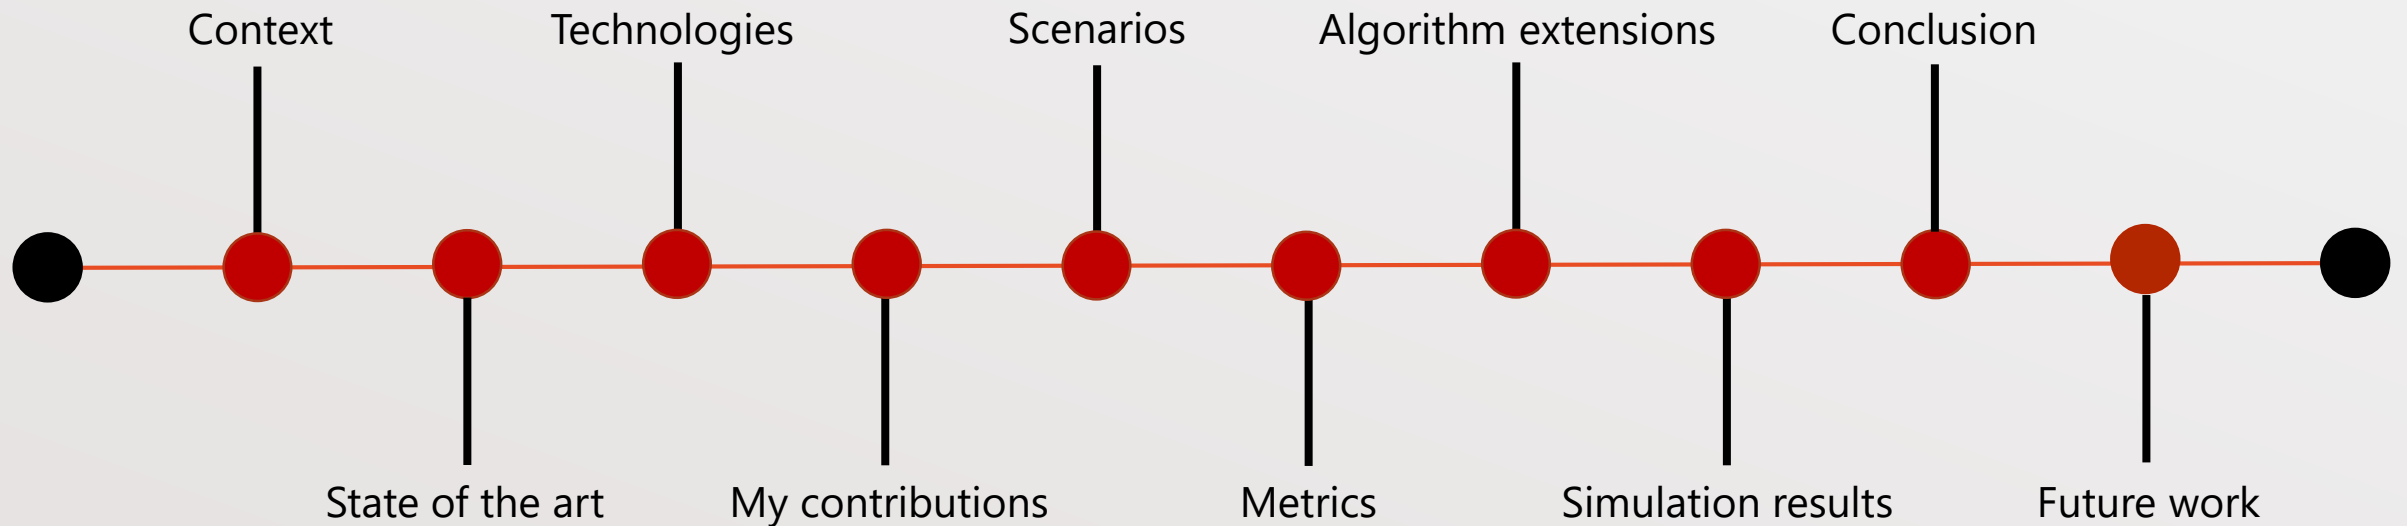 Context
Technologies
Scenarios
Algorithm extensions
Conclusion
State of the art
My contributions
Metrics
Simulation results
Future work